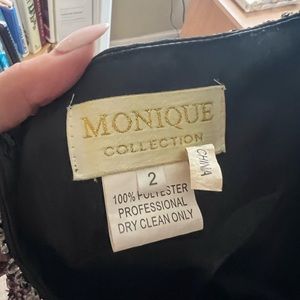 MONIQUE
COLLECTION
CHINA
2
100% POLYESTER
PROFESSIONAL
DRY CLEAN ONLY